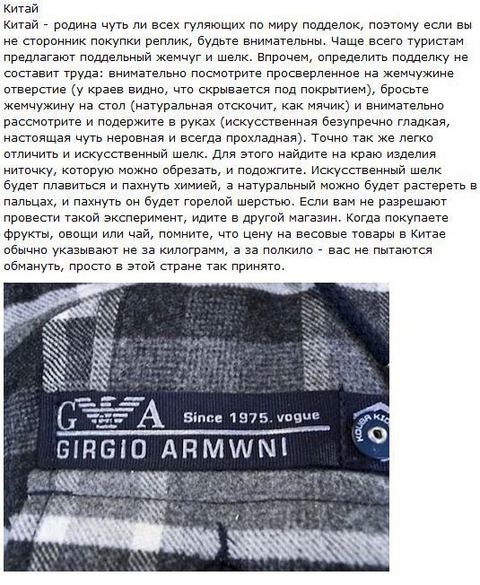 Китай
Китай - родина чуть ли всех гуляющих по миру подделок, поэтому если вы
не сторонник покупки реплик, будьте внимательны. Чаще всего туристам
предлагают поддельный жемчуг и шелк. Впрочем, определить подделку не
составит труда: внимательно посмотрите просверленное на жемчужине
отверстие (у краев видно, что скрывается под покрытием), бросьте
жемчужину на стол (натуральная отскочит, как мячик) и внимательно
рассмотрите и подержите в руках (искусственная безупречно гладкая,
настоящая чуть неровная и всегда прохладная). Точно так же легко
отличить и искусственный шелк. Для этого найдите на краю изделия
ниточку, которую можно обрезать, и подожгите. Искусственный шелк
будет плавиться и пахнуть химией, а натуральный можно будет растереть в
пальцах, и пахнуть он будет горелой шерстью. Если вам не разрешают
провести такой эксперимент, идите в другой магазин. Когда покупаете
фрукты, овощи или чай, помните, что цену на весовые товары в Китае
обычно указывают не за килограмм, а за полкило - вас не пытаются
обмануть, просто в этой стране так принято.
G A Since 1975. vogue
GIRGIO ARMWNI